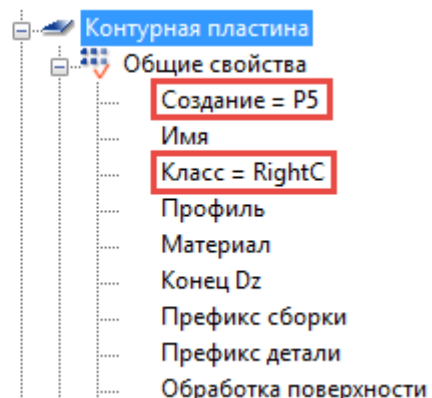 Контурная пластина
Общие свойства
Создание = P5
Имя
Класс = RightC
Профиль
Материал
Конец Dz
Префикс сборки
Префикс детали
Обработка поверхности